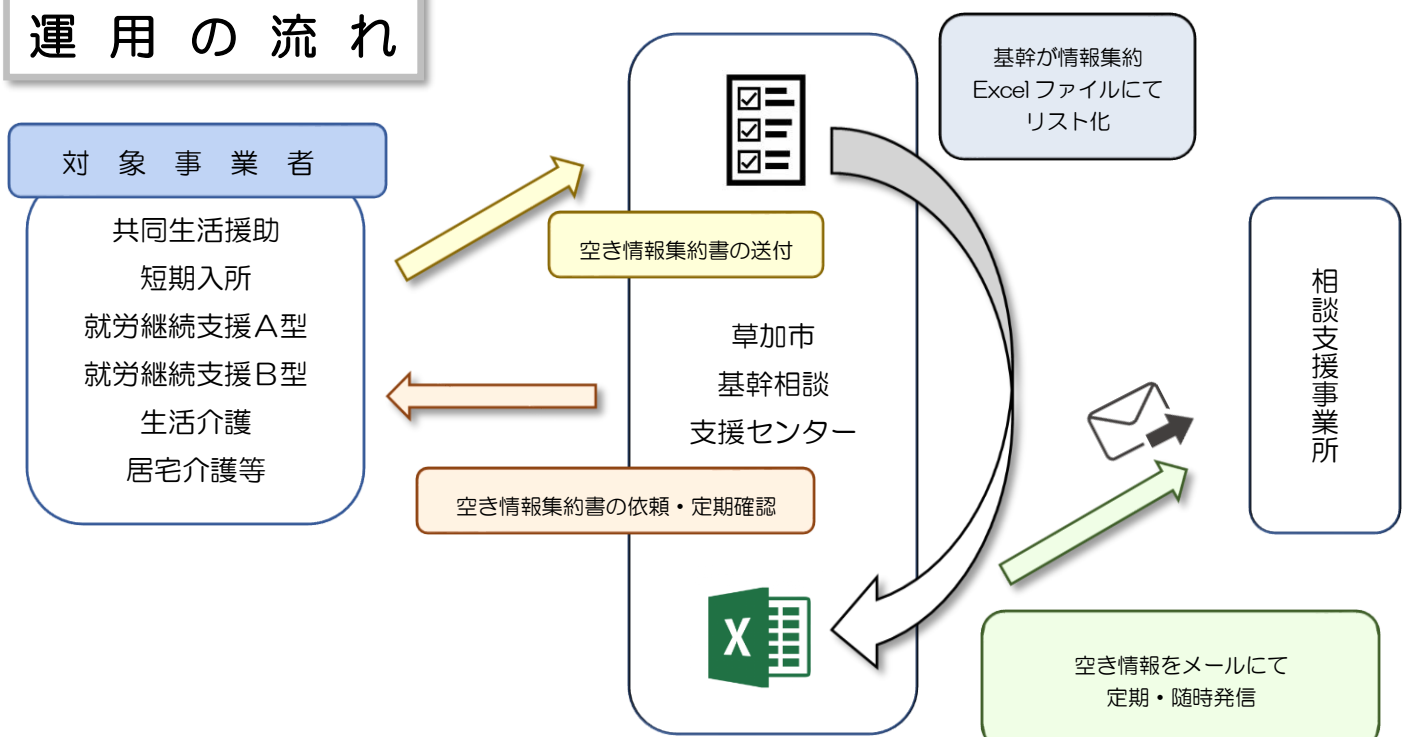 運用の流れ
対象事業者
共同生活援助
短期入所
就労継続支援A型
就労継続支援B型
生活介護
居宅介護等
空き情報集約書の送付
草加市
基幹相談
支援センター
空き情報集約書の依頼・定期確認
X
基幹が情報集約
Excelファイルにて
リスト化
相談支援事業所
空き情報をメールにて
定期・随時発信